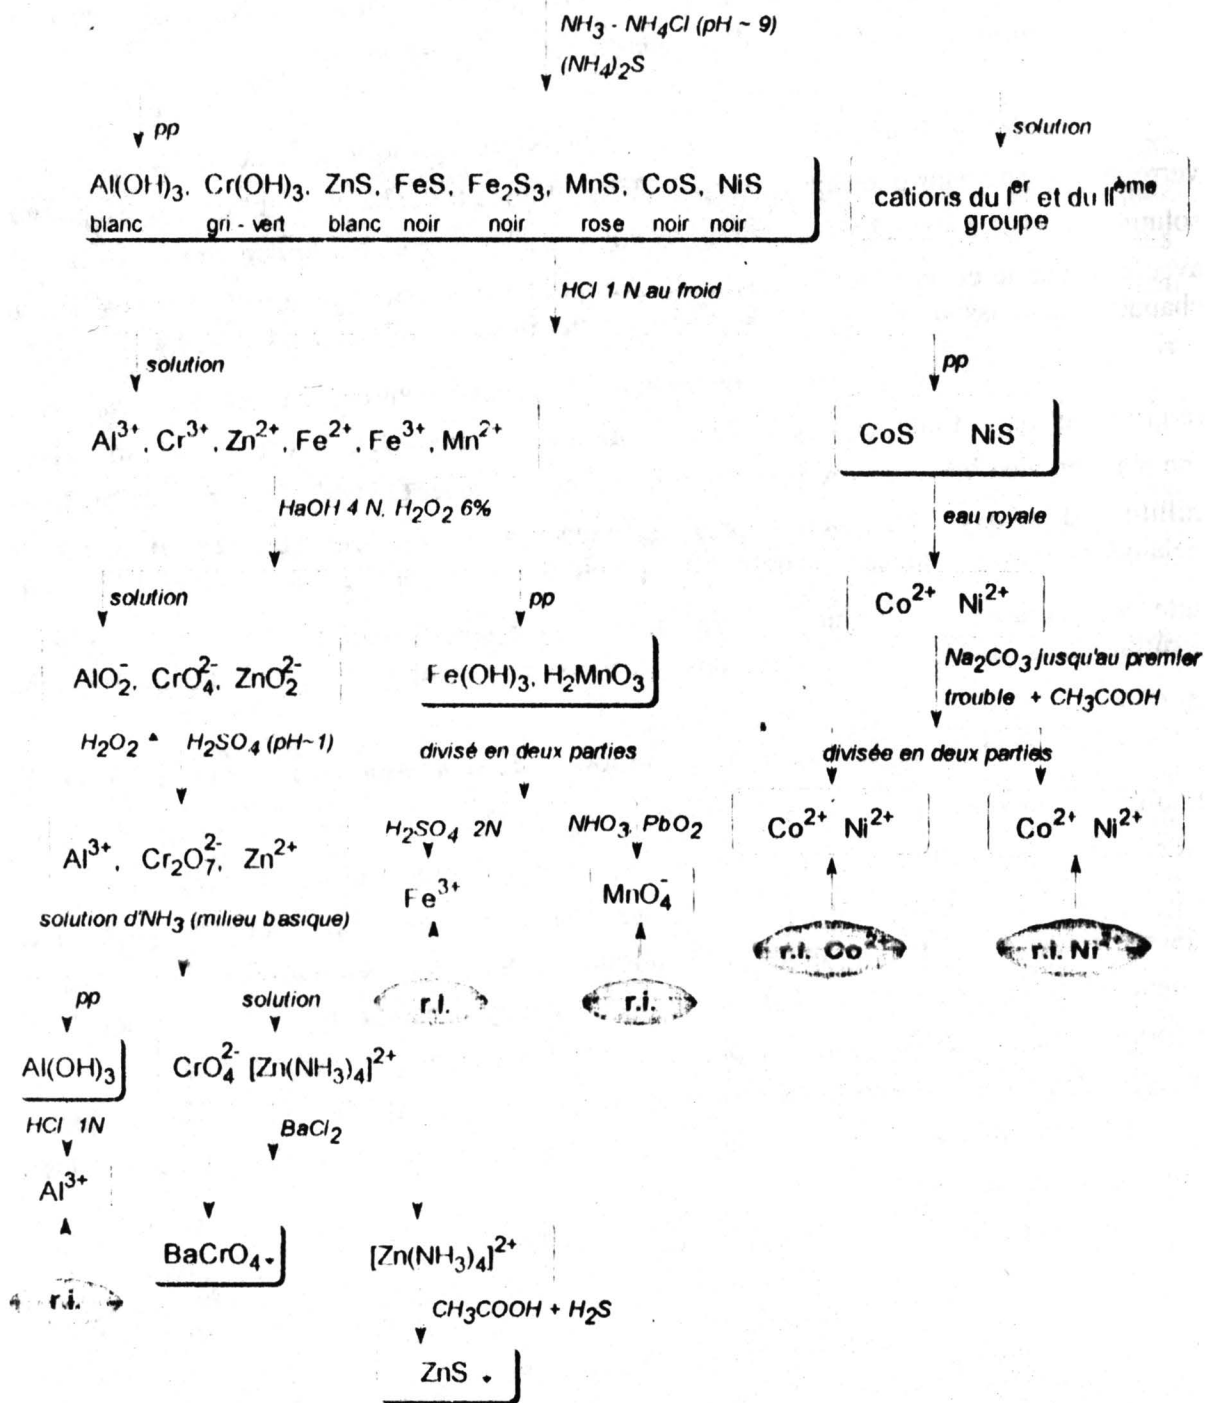 NH₃ - NH₄Cl (pH ~ 9)
(NH₄)₂S
pp
solution
Al(OH)₃, Cr(OH)₃, ZnS, FeS, Fe₂S₃, MnS, CoS, NiS
blanc gri - vert blanc noir noir rose noir noir
cations du Iᵉʳ et du IIᵉᵐᵉ
groupe
HCl 1 N au froid
solution
pp
Al³⁺, Cr³⁺, Zn²⁺, Fe²⁺, Fe³⁺, Mn²⁺
CoS NiS
HaOH 4 N. H₂O₂ 6%
eau royale
solution
pp
Co²⁺ Ni²⁺
AlO₂⁻, CrO₄²⁻, ZnO₂²⁻
Fe(OH)₃, H₂MnO₃
Na₂CO₃ jusqu'au premier
trouble + CH₃COOH
H₂O₂ H₂SO₄ (pH~1)
divisé en deux parties
divisée en deux parties
H₂SO₄ 2N
NHO₃, PbO₂
Co²⁺ Ni²⁺
Co²⁺ Ni²⁺
Al³⁺, Cr₂O₇²⁻, Zn²⁺
Fe³⁺
MnO₄⁻
solution d'NH₃ (milieu basique)
r.i. Co²⁺
r.i. Ni²⁺
pp
solution
r.i.
r.i.
Al(OH)₃
CrO₄²⁻ [Zn(NH₃)₄]²⁺
HCl 1N
BaCl₂
Al³⁺
BaCrO₄
[Zn(NH₃)₄]²⁺
r.i.
CH₃COOH + H₂S
ZnS